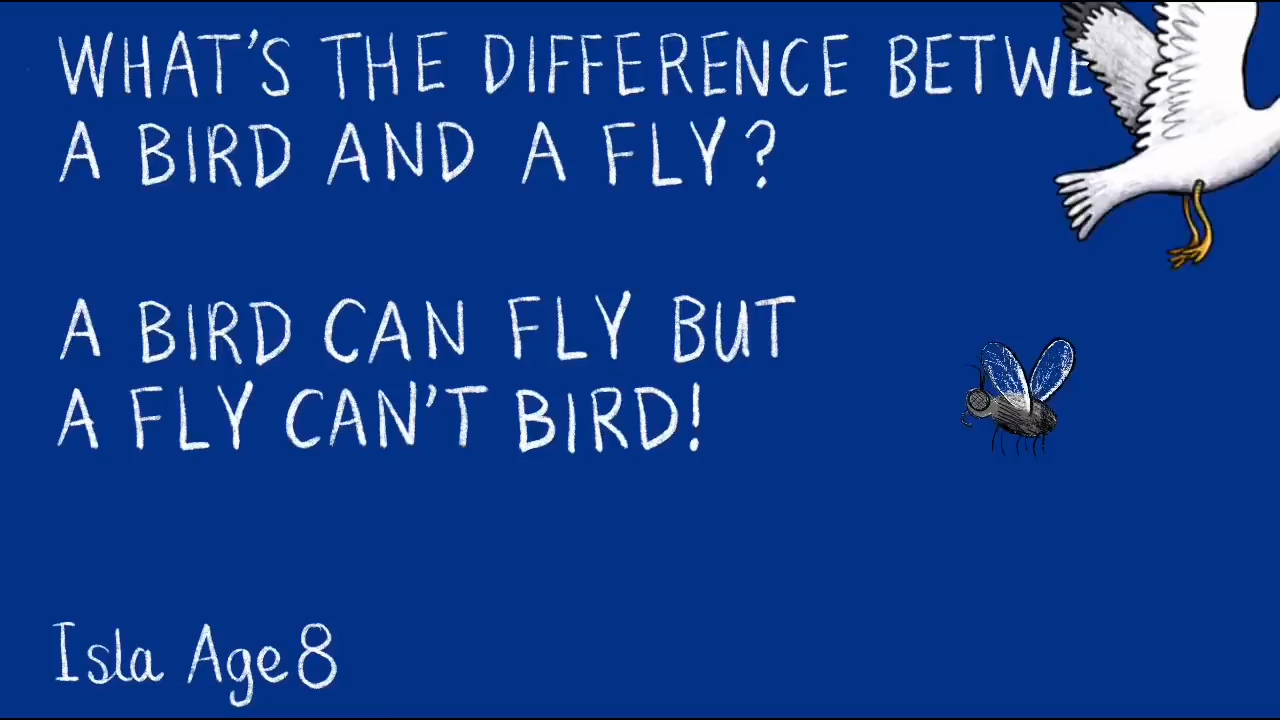 WHAT'S THE DIFFERENCE BETWE
A BIRD AND A FLY?
A BIRD CAN FLY BUT
A FLY CAN'T BIRD!
Isla Age 8